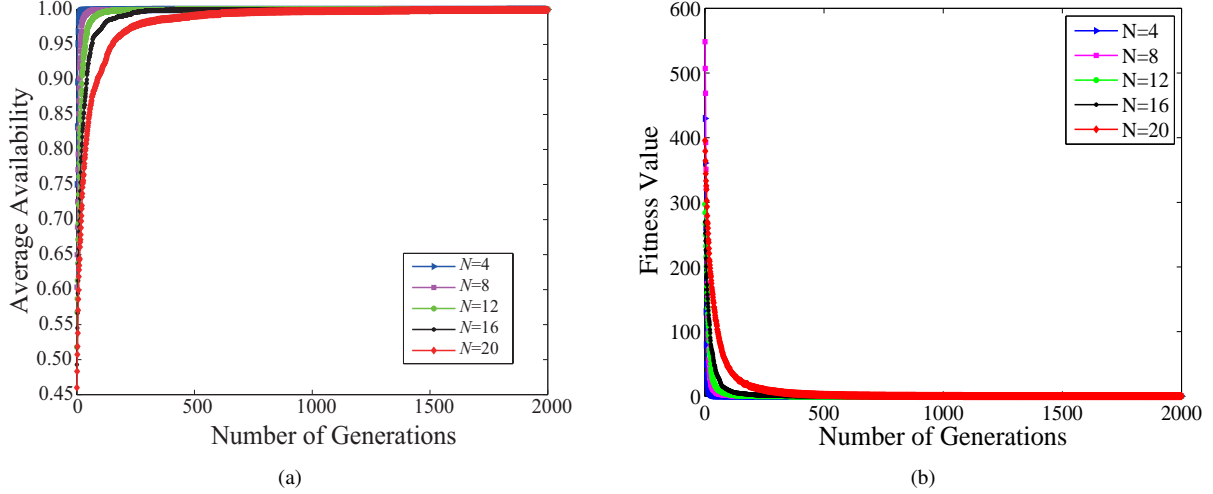 1.00
0.95
0.90
0.85
0.80
0.75
0.70
0.65
0.60
0.55
0.50
0.45
0
500
1000
1500
2000
Average Availability
Number of Generations
N=4
N=8
N=12
N=16
N=20
(a)
600
500
400
300
200
100
0
0
500
1000
1500
2000
Fitness Value
Number of Generations
N=4
N=8
N=12
N=16
N=20
(b)